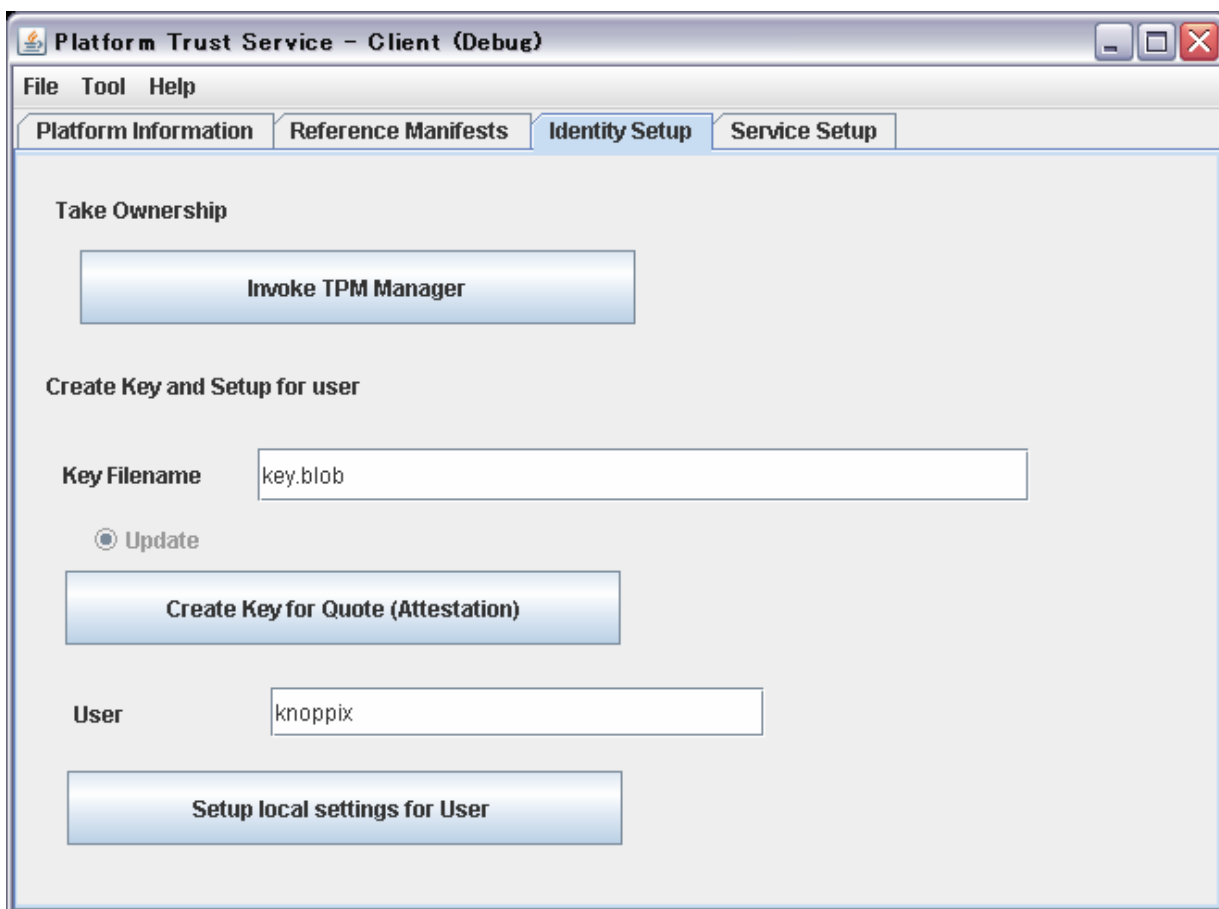 Platform Trust Service - Client (Debug)
File Tool Help
Platform Information Reference Manifests Identity Setup Service Setup
Take Ownership
Invoke TPM Manager
Create Key and Setup for user
Key Filename key.blob
Update
Create Key for Quote (Attestation)
User knoppix
Setup local settings for User